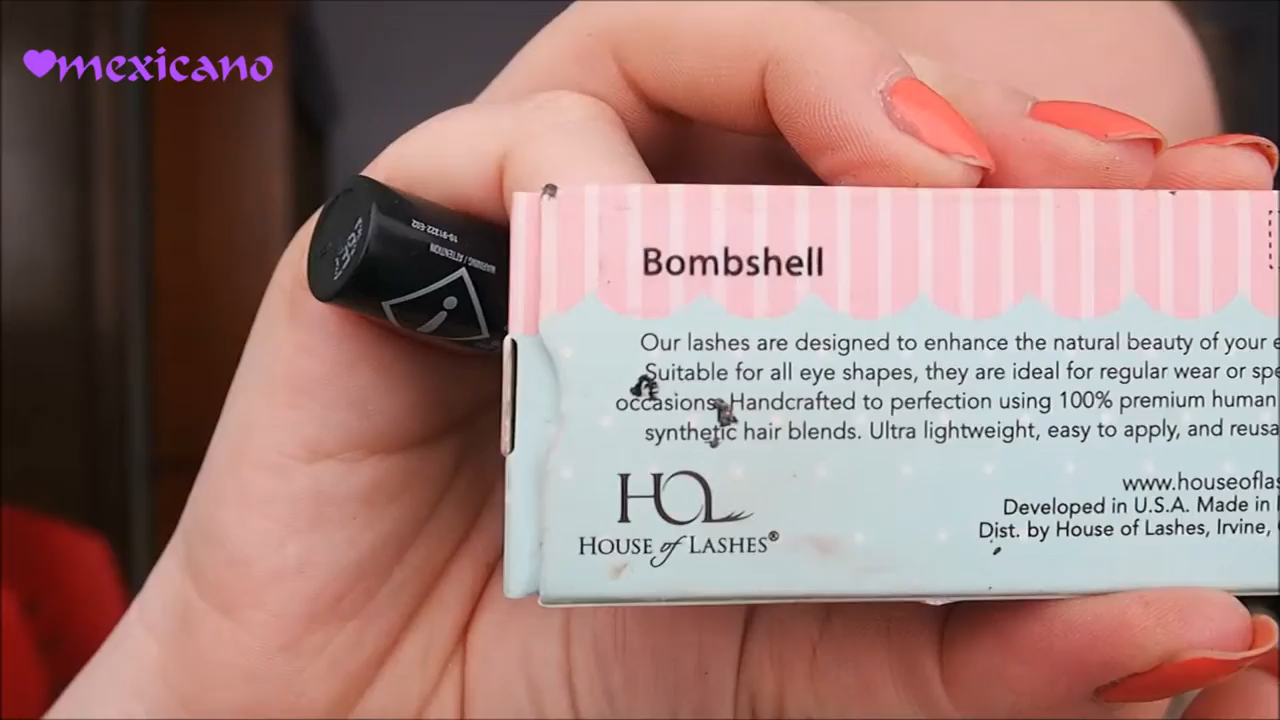 mexicano
10-91322-E02
WARNING / ATTENTION
Bombshell
Our lashes are designed to enhance the natural beauty of your
Suitable for all eye shapes, they are ideal for regular wear or
occasions. Handcrafted to perfection using 100% premium human
synthetic hair blends. Ultra lightweight, easy to apply, and
HOL
www.houseoflas
Developed in U.S.A. Made in
HOUSE of LASHES®
Dist. by House of Lashes, Irvine,